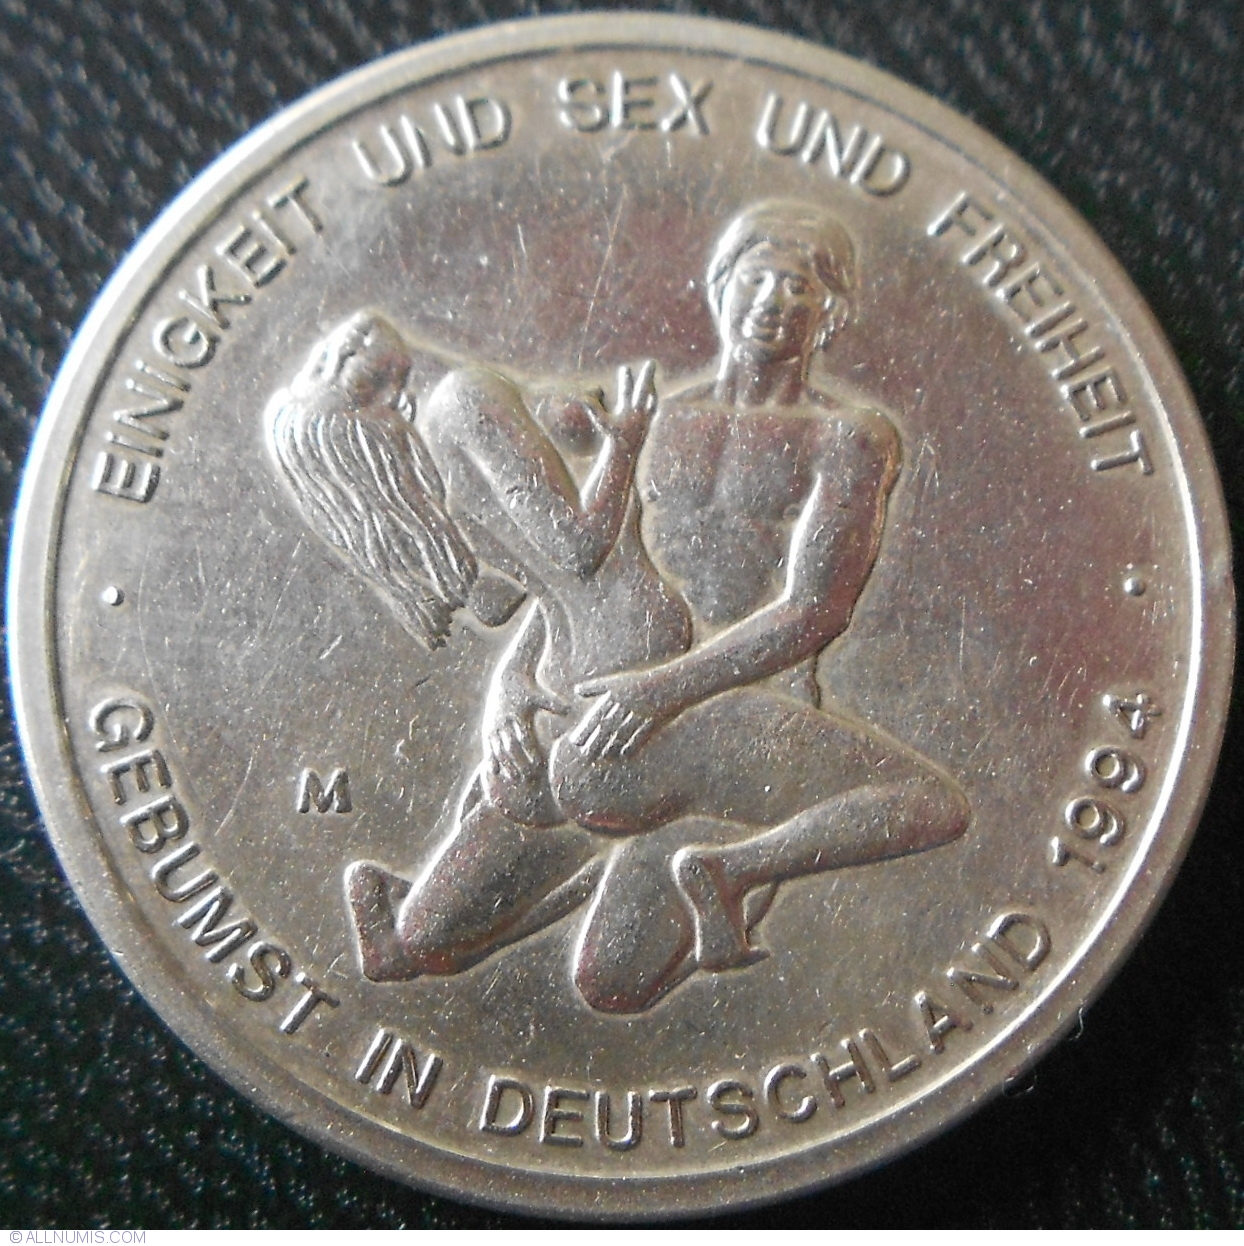 EINIGKEIT UND SEX UND FREIHEIT
M
· GEBUMST IN DEUTSCHLAND 1994 ·
© ALLNUMIS.COM